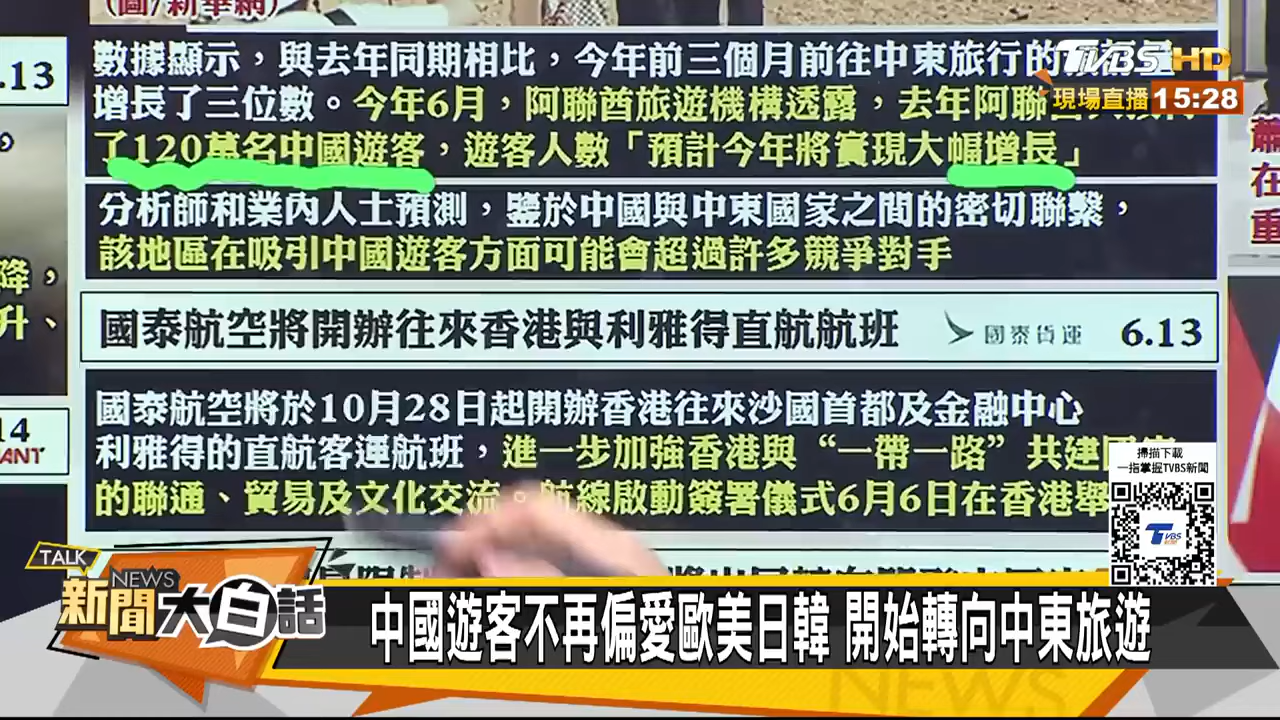 (圖/新華網)
.13
數據顯示，與去年同期相比，今年前三個月前往中東旅行的
增長了三位數。今年6月，阿聯酋旅遊機構透露，去年阿聯
了120萬名中國遊客，遊客人數「預計今年將實現大幅增長」
分析師和業內人士預測，鑒於中國與中東國家之間的密切聯繫，
該地區在吸引中國遊客方面可能會超過許多競爭對手
降，
升、
國泰航空將開辦往來香港與利雅得直航航班
國泰貨運
6.13
國泰航空將於10月28日起開辦香港往來沙國首都及金融中心
利雅得的直航客運航班，進一步加強香港與“一帶一路”共建
的聯通、貿易及文化交流。航線啟動簽署儀式6月6日在香港舉
14
ANT
TVBS HD
現場直播 15:28
在
重
掃描下載
一指掌握TVBS新聞
TVBS
新聞
TALK
NEWS
新聞大白話
中國遊客不再偏愛歐美日韓 開始轉向中東旅遊
NEWS